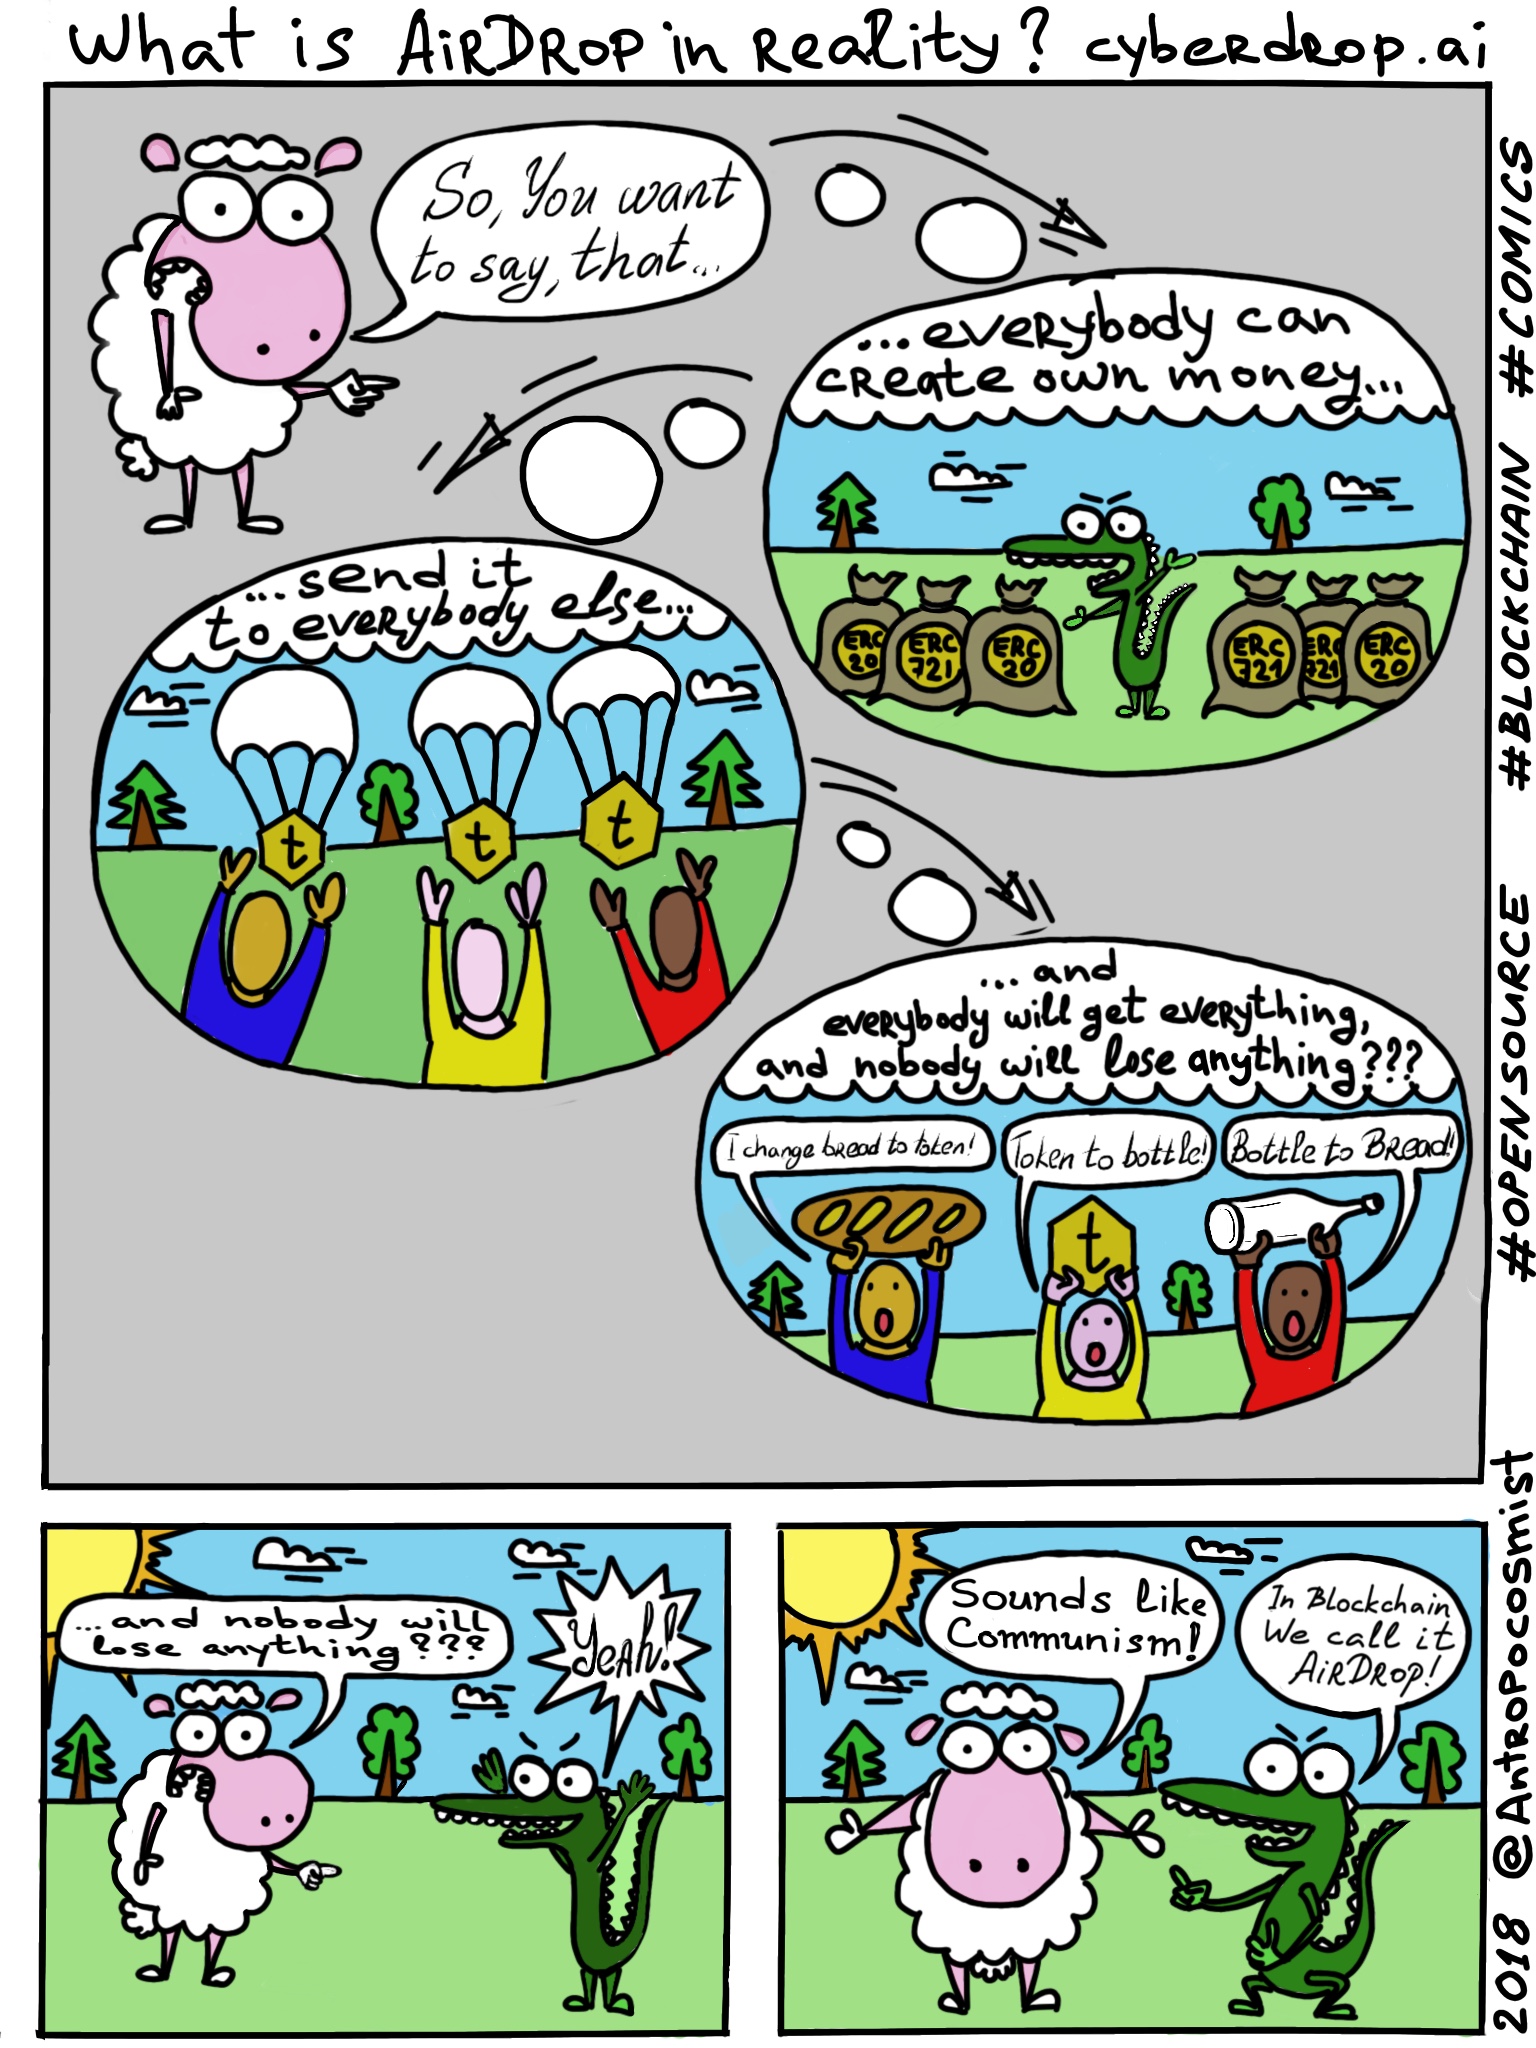 What is AiRDROP in Reality? cyberdrop.ai
So, You want
to say, that...
...everybody can
create own money...
ERC
20
ERC
721
ERC
20
ERC
721
ERC
721
ERC
20
...send it
to everybody else...
t
t
t
...and
everybody will get everything,
and nobody will lose anything???
I change bread to token!
Token to bottle!
Bottle to Bread!
t
...and nobody will
lose anything???
Yeah!
Sounds like
Communism!
In Blockchain
We call it
AiRDROP!
2018 @Antropocosmist #OPENSOURCE #BLOCKCHAIN #COMICS